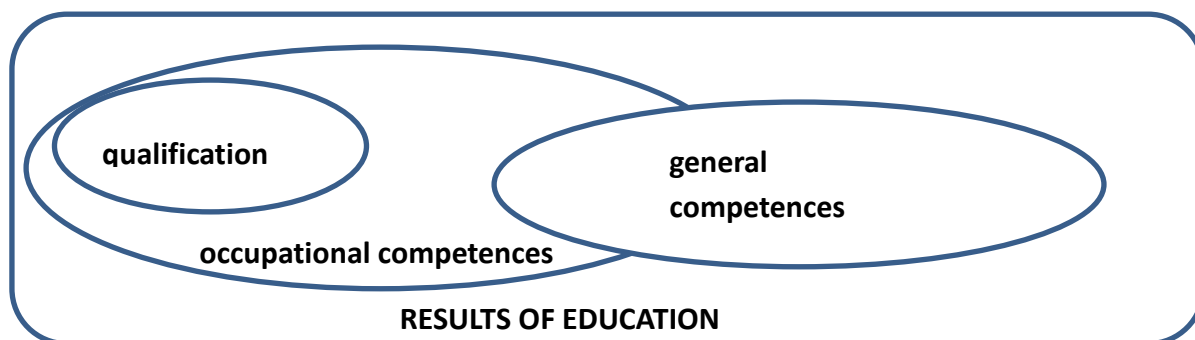 qualification
general
competences
occupational competences
RESULTS OF EDUCATION